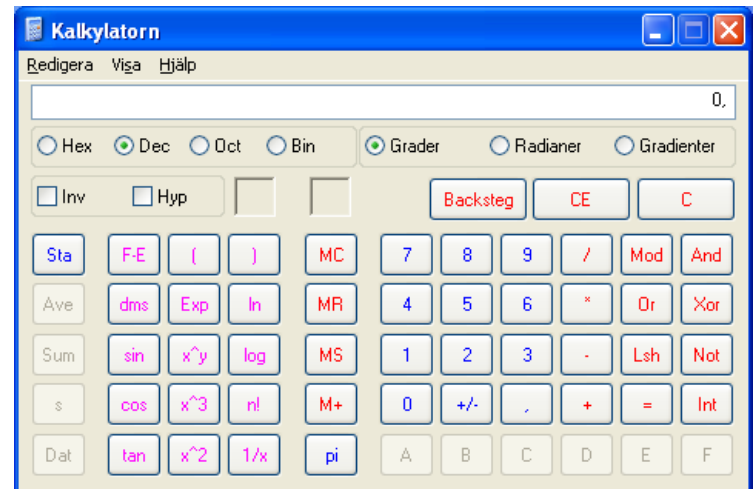 Kalkylatorn
Redigera Visa Hjälp
0,
Hex Dec Oct Bin Grader Radianer Gradienter
Inv Hyp Backsteg CE C
Sta F-E ( ) MC 7 8 9 / Mod And
Ave dms Exp ln MR 4 5 6 * Or Xor
Sum sin x^y log MS 1 2 3 - Lsh Not
s cos x^3 n! M+ 0 +/- , + = Int
Dat tan x^2 1/x pi A B C D E F